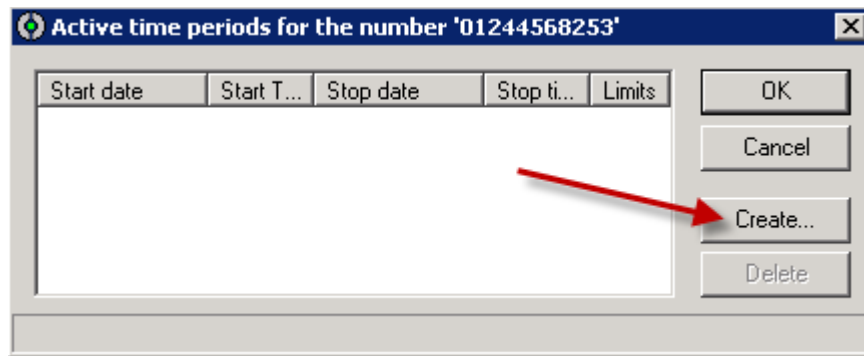 Active time periods for the number '01244568253'
Start date Start T... Stop date Stop ti... Limits
OK
Cancel
Create...
Delete